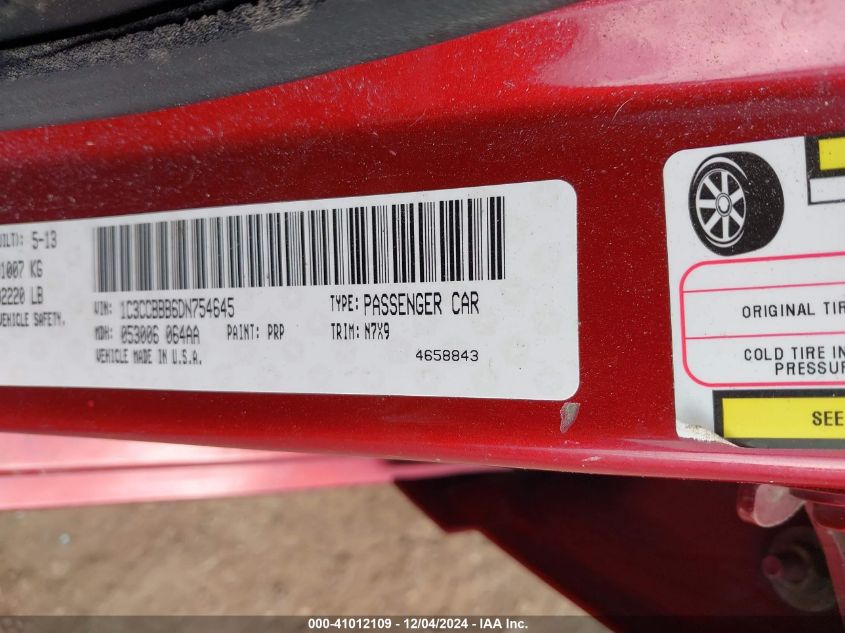 UILT): 5-13
1007 KG
2220 LB
VEHICLE SAFETY.
VIN: 1C3CCBBB6DN754645
TYPE: PASSENGER CAR
MDH: 053006 064AA
PAINT: PRP
TRIM: N7X9
VEHICLE MADE IN U.S.A.
4658843
ORIGINAL TIR
COLD TIRE IN
PRESSUR
SEE
000-41012109 - 12/04/2024 - IAA Inc.